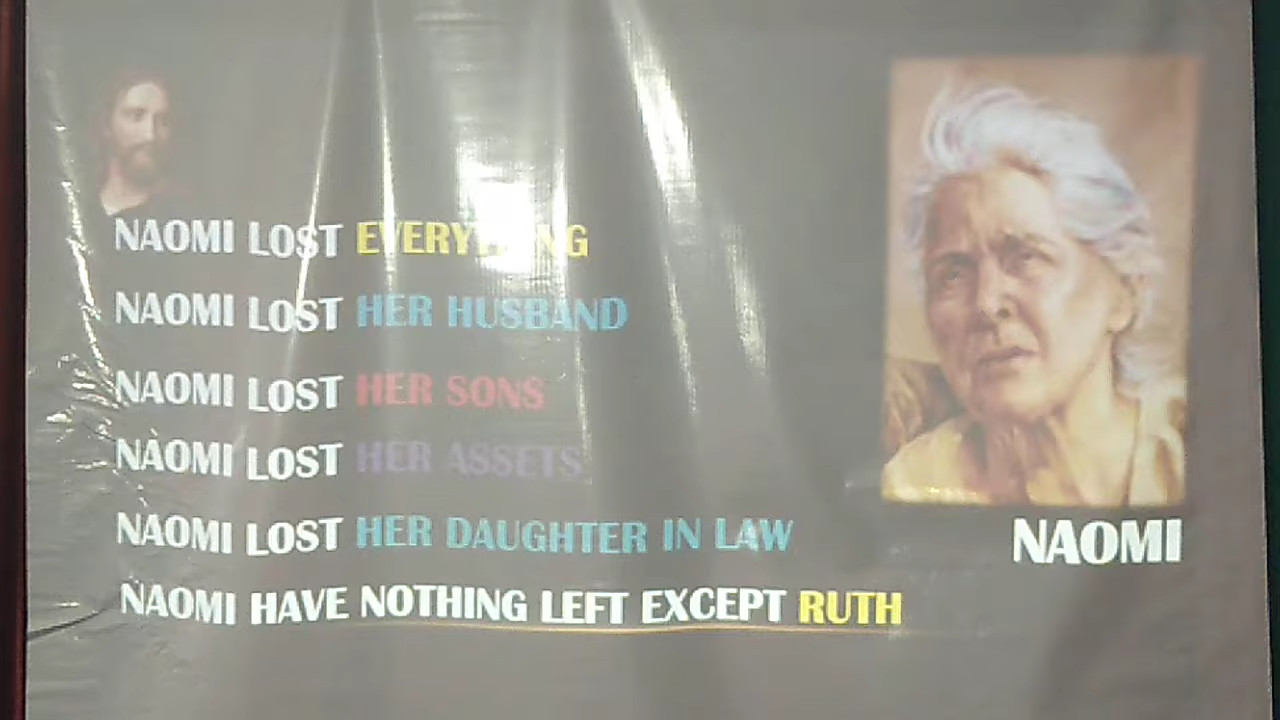 NAOMI LOST EVERYTHING
NAOMI LOST HER HUSBAND
NAOMI LOST HER SONS
NAOMI LOST HER ASSETS
NAOMI LOST HER DAUGHTER IN LAW
NAOMI HAVE NOTHING LEFT EXCEPT RUTH
NAOMI